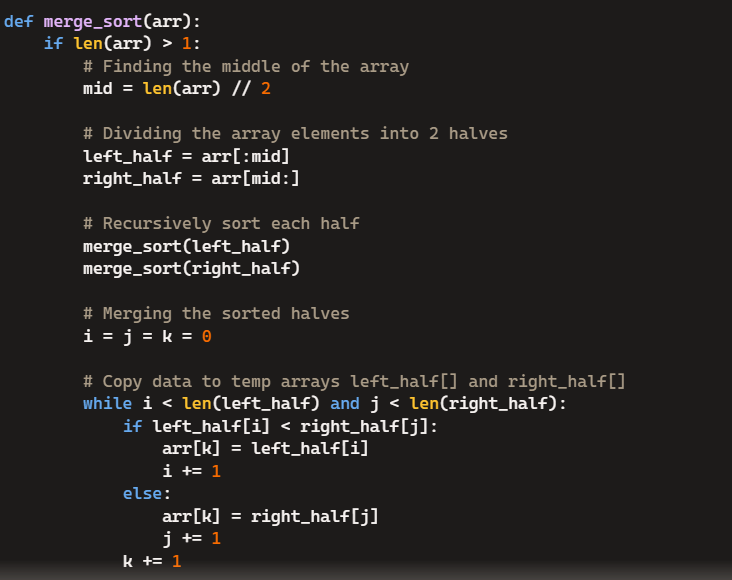 def merge_sort(arr):
    if len(arr) > 1:
        # Finding the middle of the array
        mid = len(arr) // 2

        # Dividing the array elements into 2 halves
        left_half = arr[:mid]
        right_half = arr[mid:]

        # Recursively sort each half
        merge_sort(left_half)
        merge_sort(right_half)

        # Merging the sorted halves
        i = j = k = 0

        # Copy data to temp arrays left_half[] and right_half[]
        while i < len(left_half) and j < len(right_half):
            if left_half[i] < right_half[j]:
                arr[k] = left_half[i]
                i += 1
            else:
                arr[k] = right_half[j]
                j += 1
            k += 1